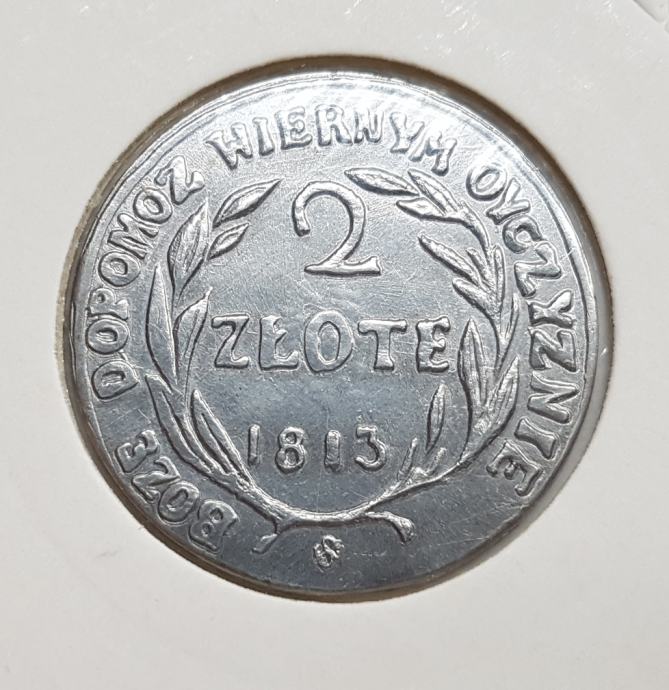 BOZE DOPOMOZ WIERNYM OYCZYZNIE
2
ZŁOTE
1813